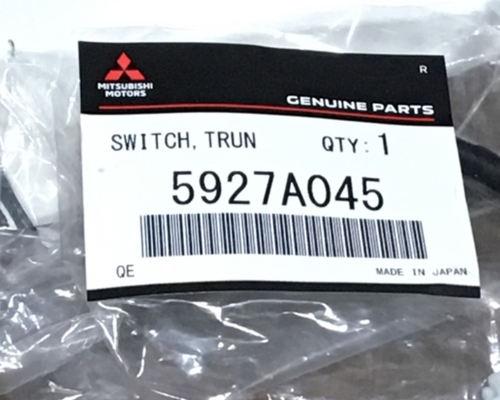 R
MITSUBISHI
MOTORS
GENUINE PARTS
SWITCH, TRUN QTY: 1
5927A045
QE MADE IN JAPAN